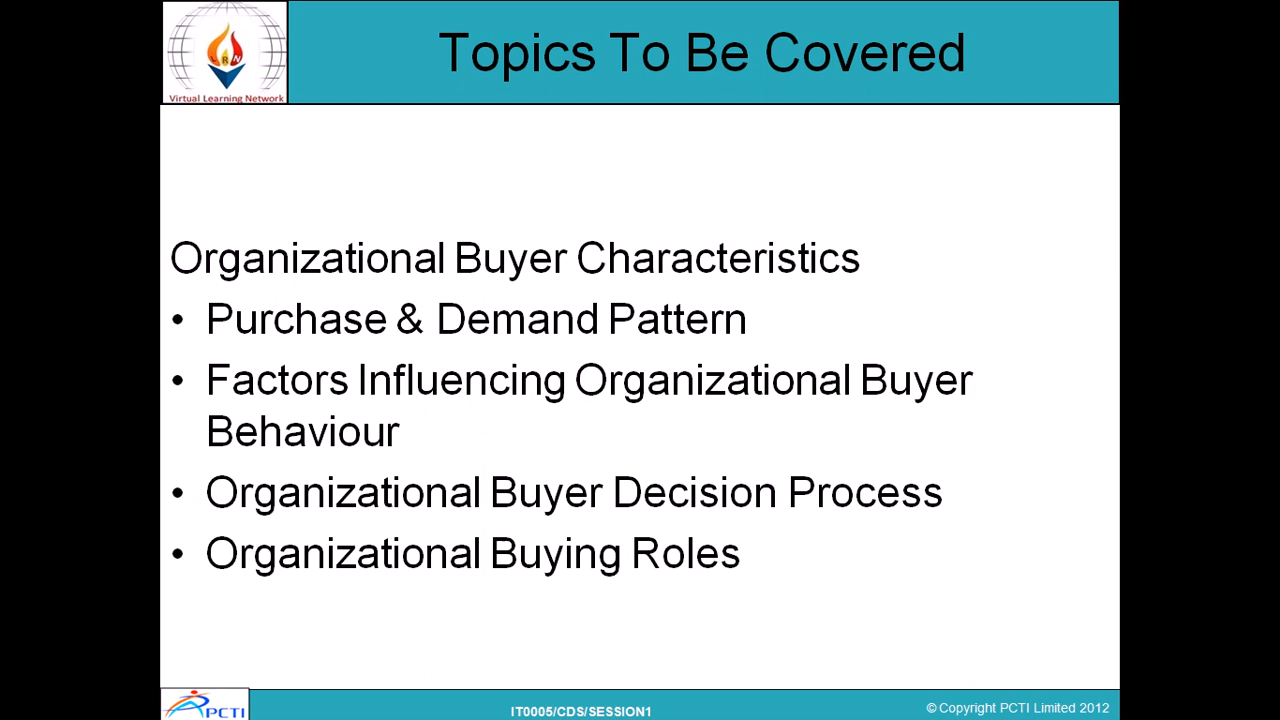 Topics To Be Covered
LRN
Virtual Learning Network
Organizational Buyer Characteristics
• Purchase & Demand Pattern
• Factors Influencing Organizational Buyer
Behaviour
• Organizational Buyer Decision Process
• Organizational Buying Roles
PCTI
IT0005/CDS/SESSION1
© Copyright PCTI Limited 2012